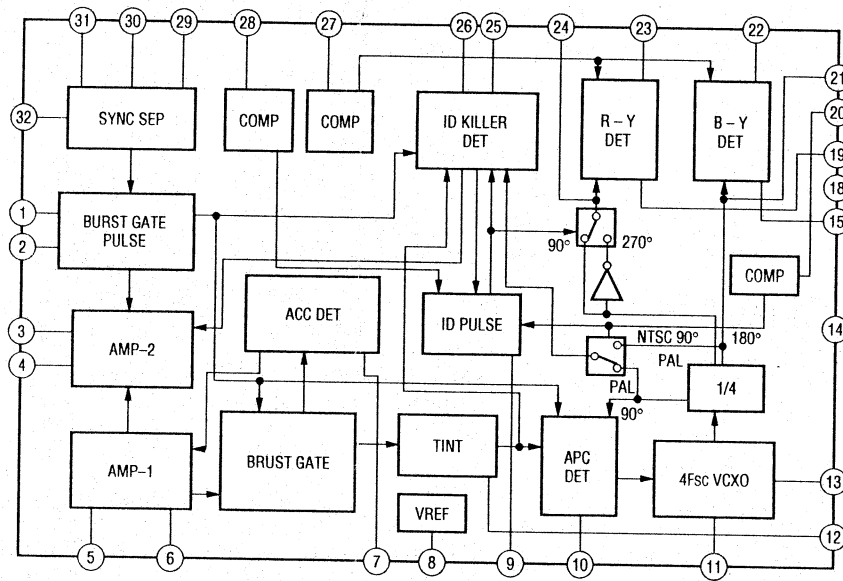 31 30 29 28 27 26 25 24 23 22
21
20
32
SYNC SEP
COMP
COMP
ID KILLER
DET
R – Y
DET
B – Y
DET
19
18
15
1
2
BURST GATE
PULSE
90°
270°
COMP
3
4
AMP–2
ACC DET
ID PULSE
14
NTSC 90°
180°
PAL
PAL
90°
1/4
AMP–1
BRUST GATE
TINT
APC
DET
4FSC VCXO
13
VREF
12
5 6 7 8 9 10 11